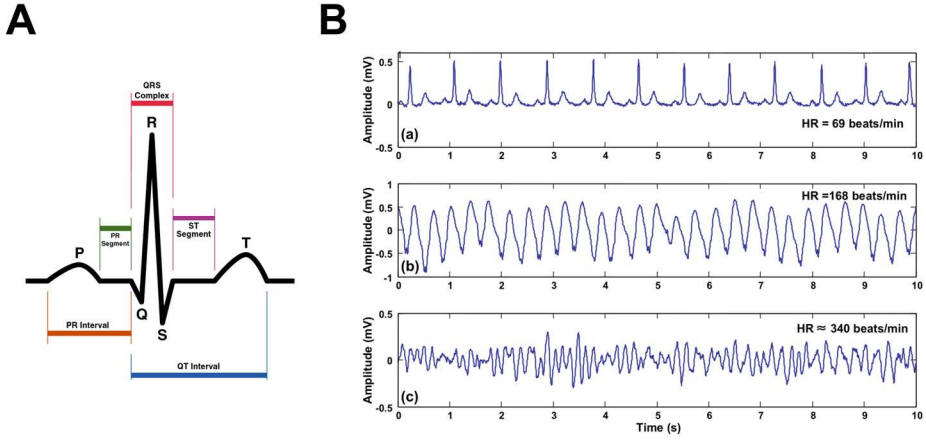 A
QRS
Complex
R
PR
Segment
ST
Segment
P
T
Q
S
PR Interval
QT Interval
B
Amplitude (mV)
0.5
0
-0.5
(a)
HR = 69 beats/min
0 1 2 3 4 5 6 7 8 9 10
Amplitude (mV)
1
0.5
0
-0.5
-1
(b)
HR =168 beats/min
0 1 2 3 4 5 6 7 8 9 10
Amplitude (mV)
0.5
0
-0.5
(c)
HR ≈ 340 beats/min
0 1 2 3 4 5 6 7 8 9 10
Time (s)